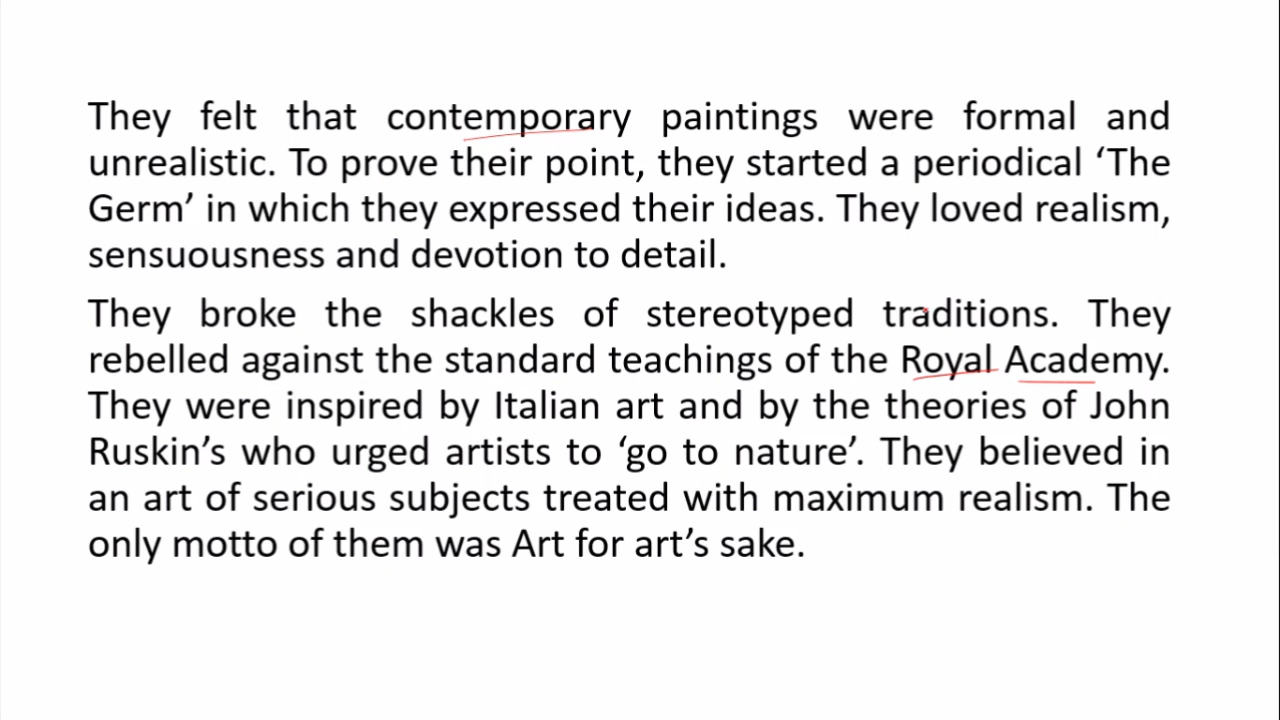 They felt that contemporary paintings were formal and
unrealistic. To prove their point, they started a periodical ‘The
Germ’ in which they expressed their ideas. They loved realism,
sensuousness and devotion to detail.
They broke the shackles of stereotyped traditions. They
rebelled against the standard teachings of the Royal Academy.
They were inspired by Italian art and by the theories of John
Ruskin’s who urged artists to ‘go to nature’. They believed in
an art of serious subjects treated with maximum realism. The
only motto of them was Art for art’s sake.